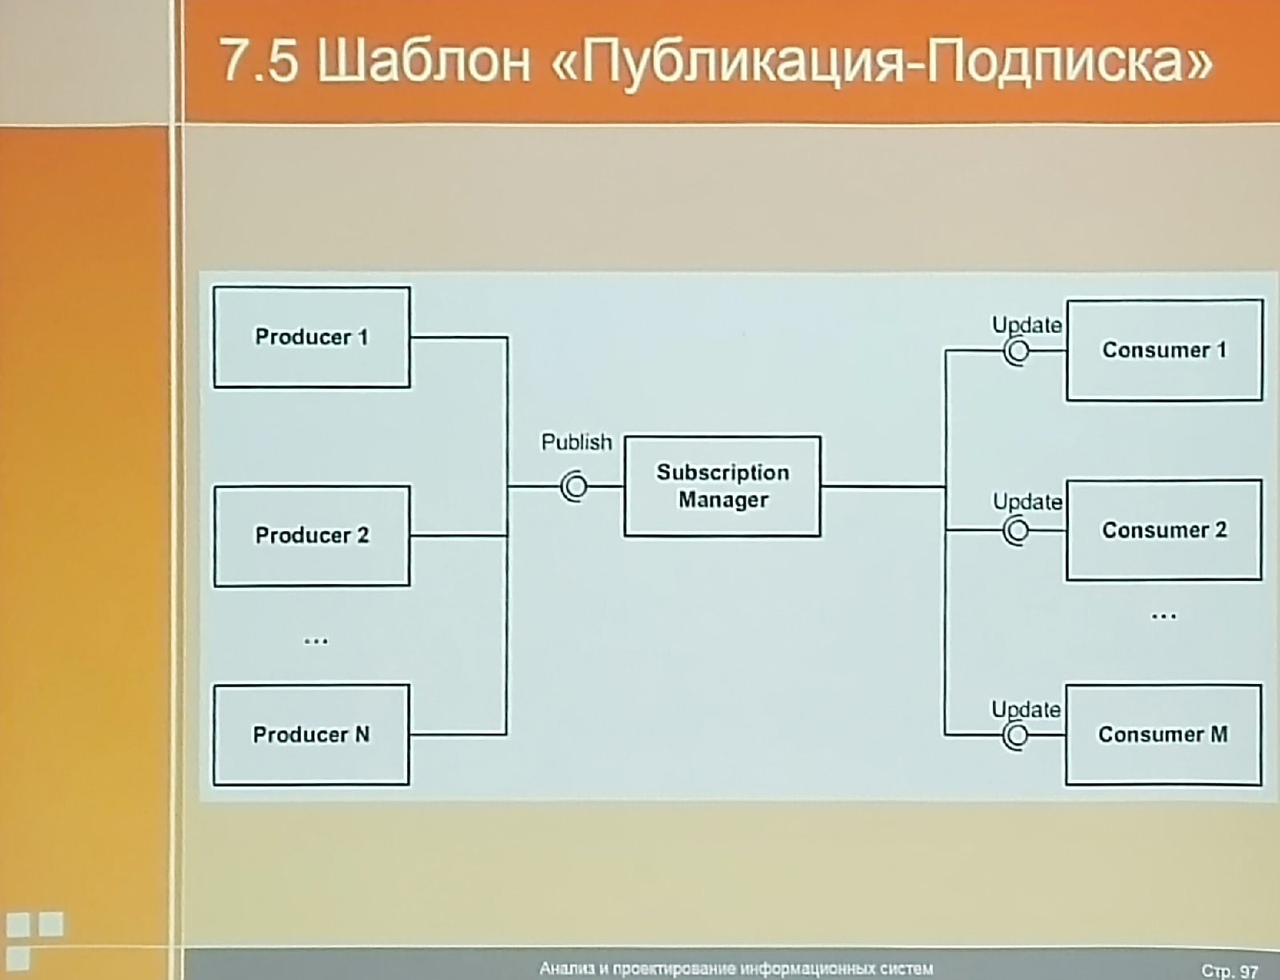 7.5 Шаблон «Публикация-Подписка»
Producer 1
Producer 2
...
Producer N
Publish
Subscription
Manager
Update
Consumer 1
Update
Consumer 2
...
Update
Consumer M
Анализ и проектирование информационных систем
Стр. 97